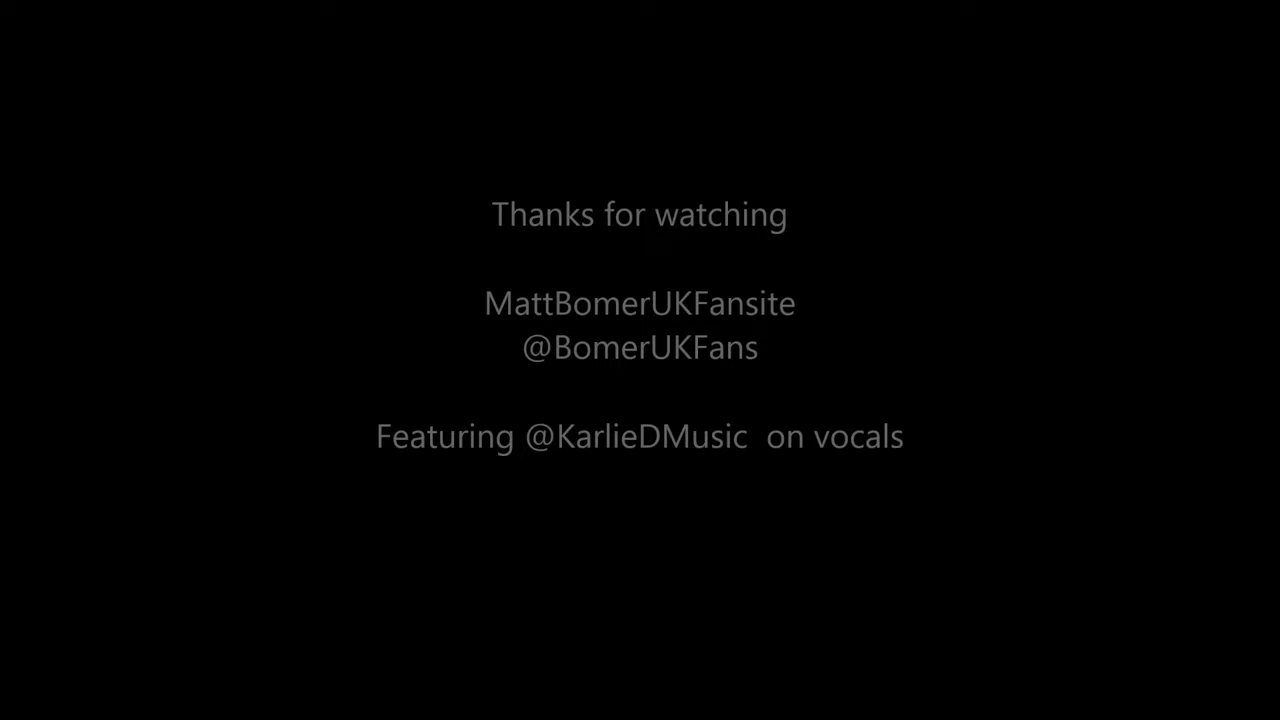 Thanks for watching
MattBomerUKFansite
@BomerUKFans
Featuring @KarlieDMusic  on vocals